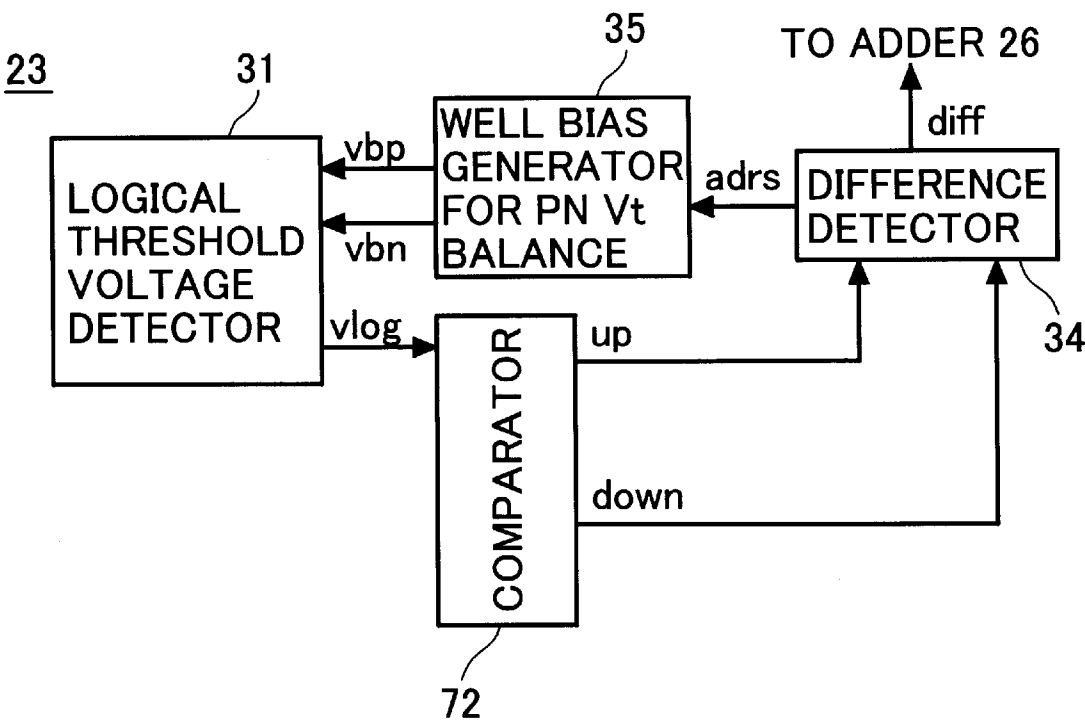 23
31
35
TO ADDER 26
diff
LOGICAL
THRESHOLD
VOLTAGE
DETECTOR
vbp
vbn
vlog
WELL BIAS
GENERATOR
FOR PN Vt
BALANCE
adrs
DIFFERENCE
DETECTOR
34
COMPARATOR
up
down
72